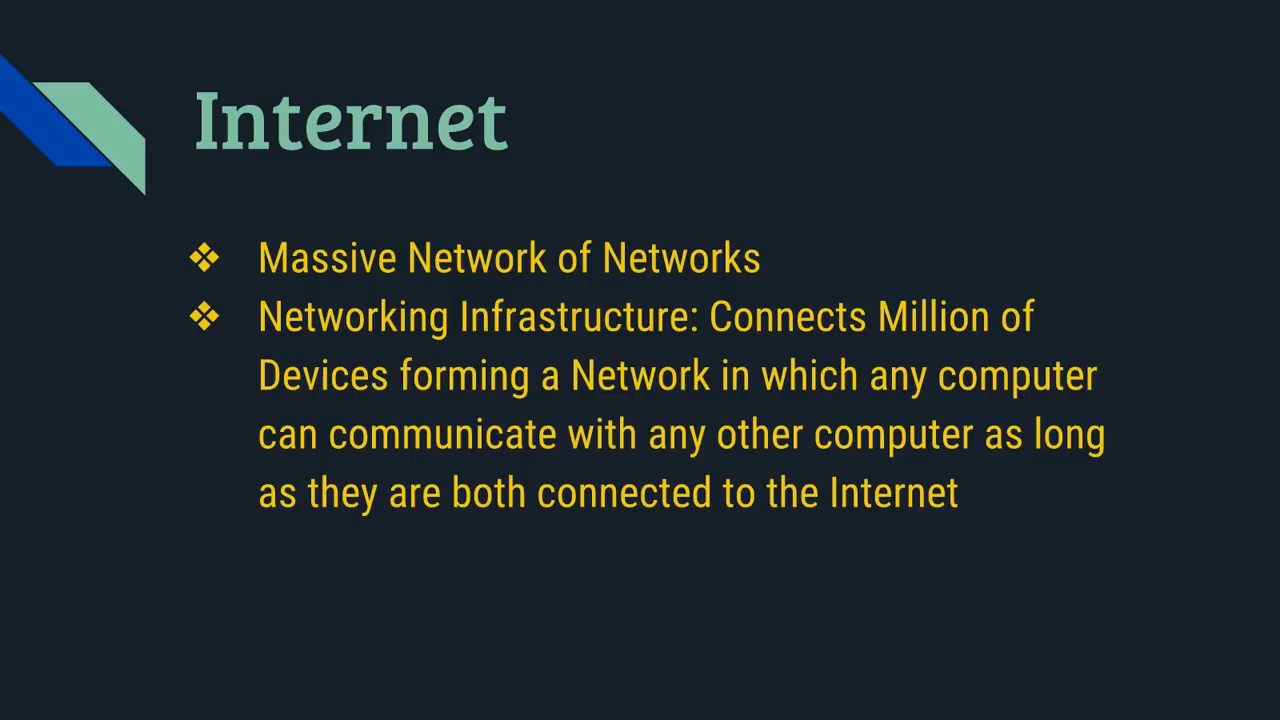 Internet
❖ Massive Network of Networks
❖ Networking Infrastructure: Connects Million of
Devices forming a Network in which any computer
can communicate with any other computer as long
as they are both connected to the Internet